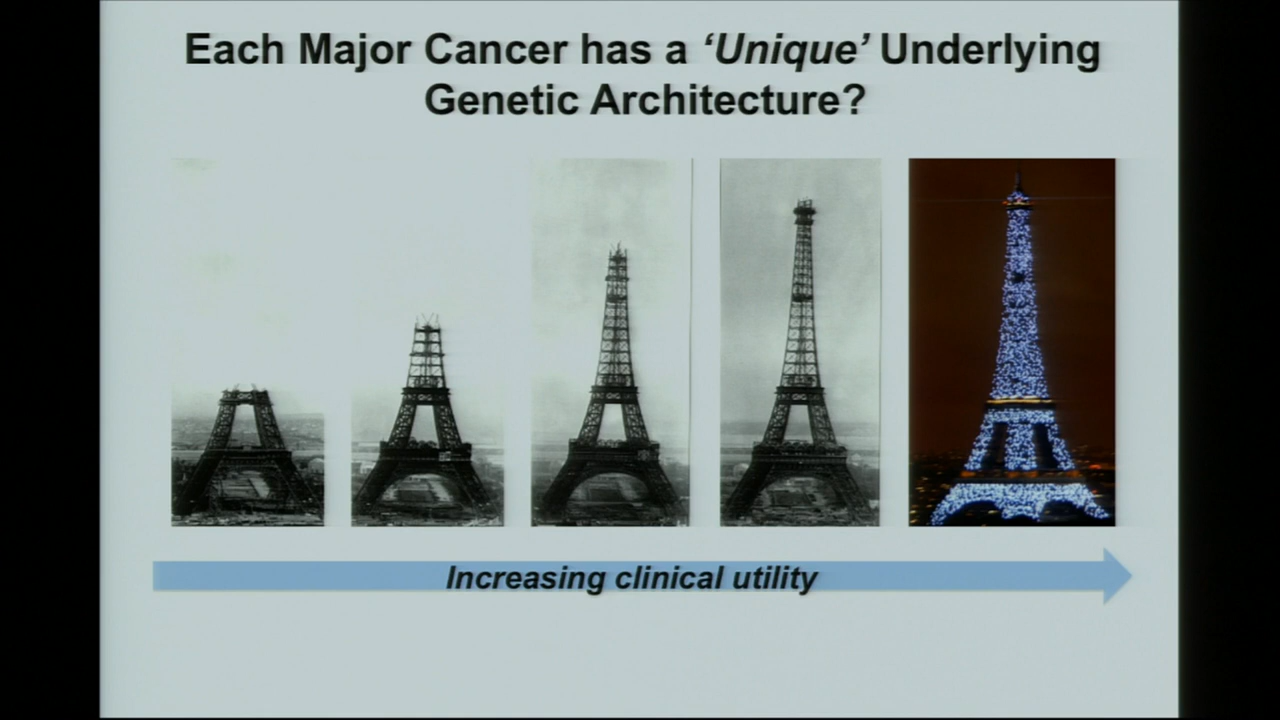 Each Major Cancer has a ‘Unique’ Underlying
Genetic Architecture?
Increasing clinical utility